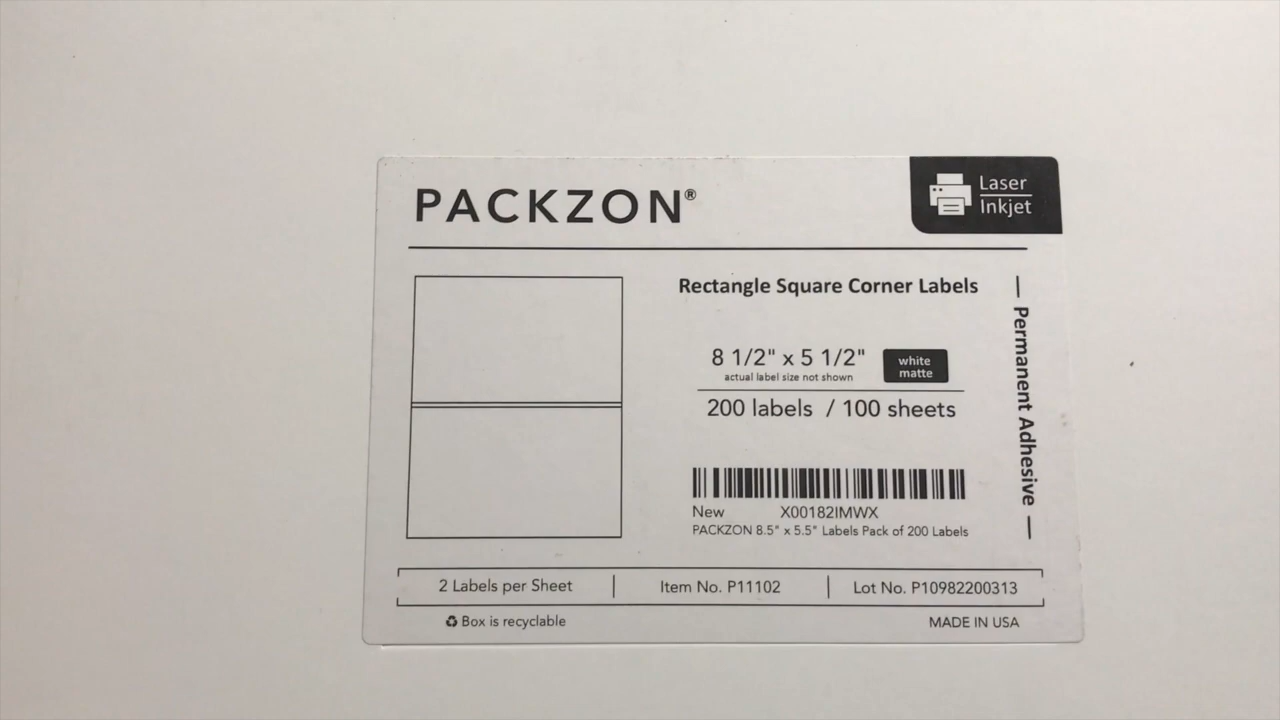 PACKZON®
Laser
Inkjet
Rectangle Square Corner Labels
8 1/2" x 5 1/2"
actual label size not shown
white
matte
200 labels / 100 sheets
— Permanent Adhesive —
New X00182IMWX
PACKZON 8.5" x 5.5" Labels Pack of 200 Labels
2 Labels per Sheet | Item No. P11102 | Lot No. P10982200313
Box is recyclable
MADE IN USA